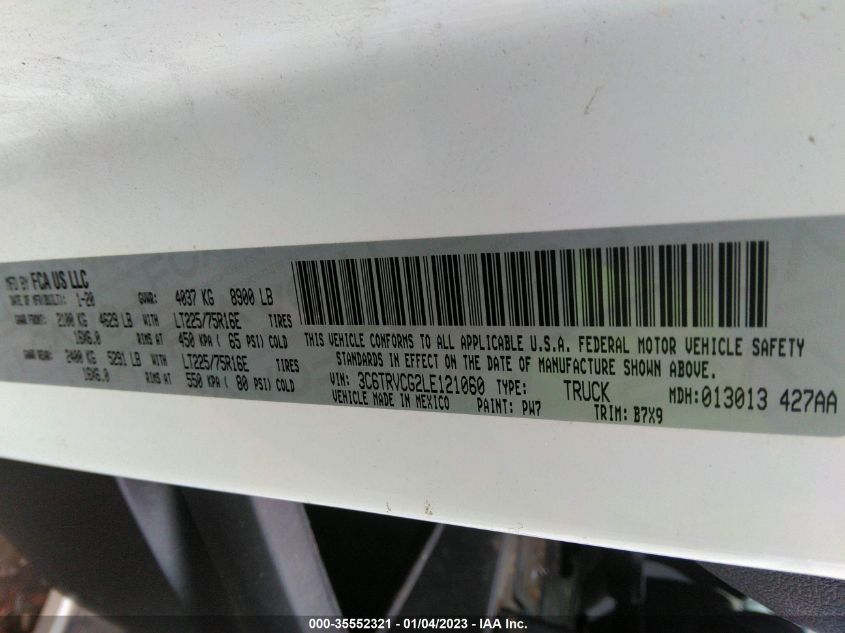 MFD BY FCA US LLC
DATE OF MFR(BUILT): 1-20 GVWR: 4037 KG 8900 LB
GAWR FRONT: 2100 KG 4629 LB WITH LT225/75R16E TIRES
16X6.0 RIMS AT 450 KPA ( 65 PSI) COLD
GAWR REAR: 2400 KG 5291 LB WITH LT225/75R16E TIRES
16X6.0 RIMS AT 550 KPA ( 80 PSI) COLD
THIS VEHICLE CONFORMS TO ALL APPLICABLE U.S.A. FEDERAL MOTOR VEHICLE SAFETY
STANDARDS IN EFFECT ON THE DATE OF MANUFACTURE SHOWN ABOVE.
VIN: 3C6TRVCG2LE121060 TYPE: TRUCK MDH:013013 427AA
VEHICLE MADE IN MEXICO PAINT: PW7 TRIM: B7X9
000-35552321 - 01/04/2023 - IAA Inc.